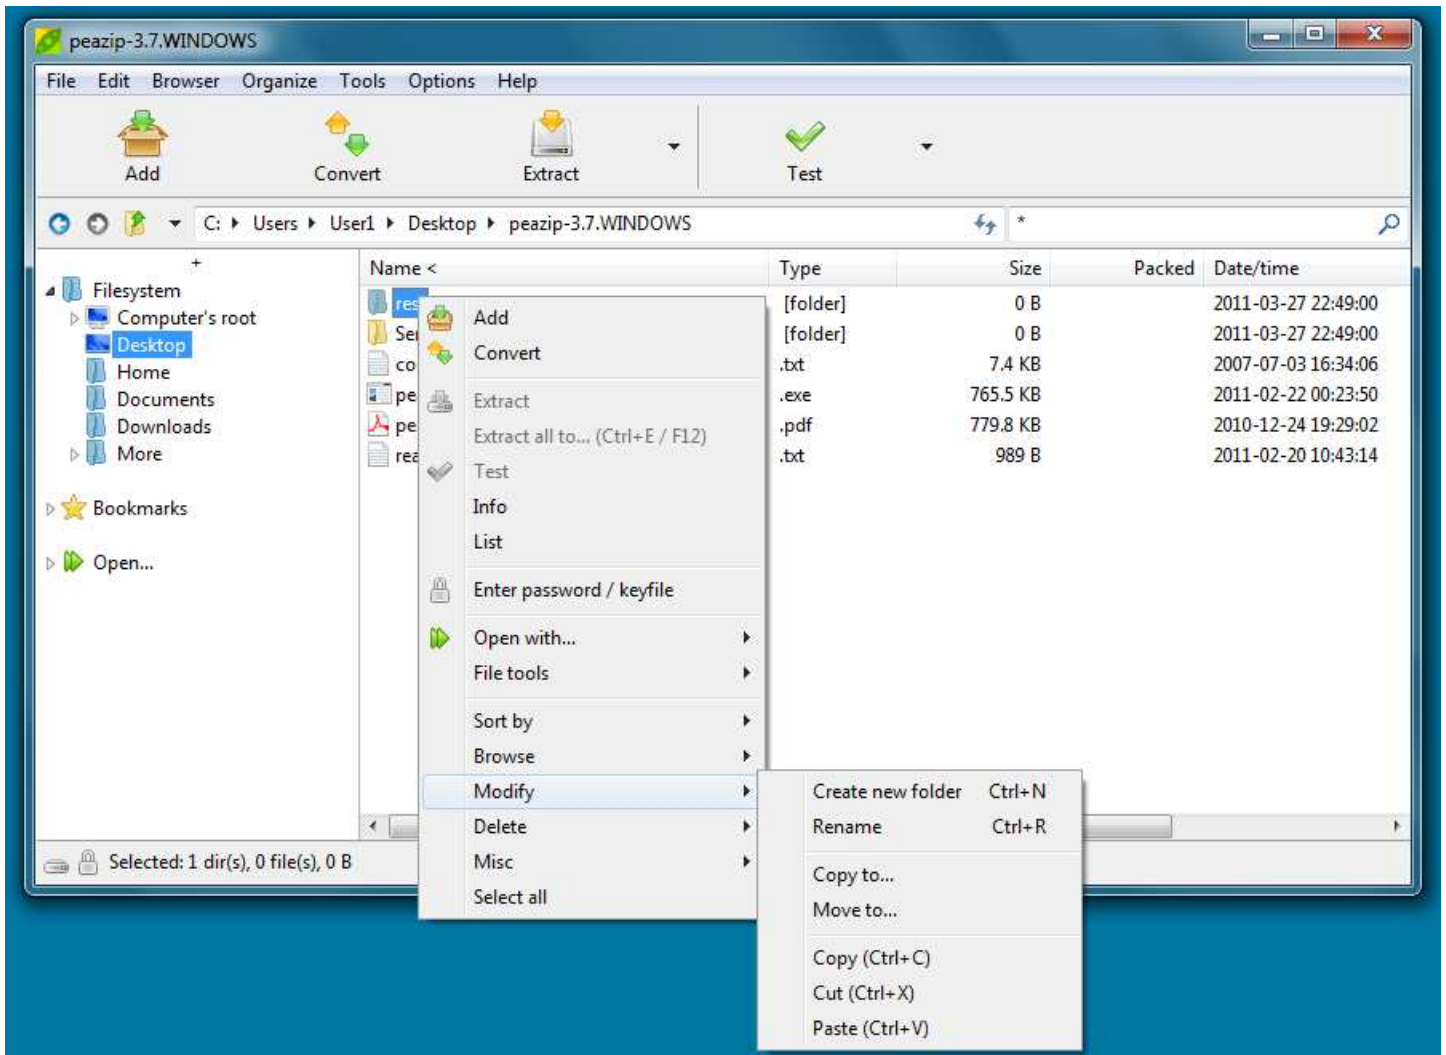 peazip-3.7.WINDOWS
File Edit Browser Organize Tools Options Help
Add Convert Extract Test
C: Users User1 Desktop peazip-3.7.WINDOWS *
+
Filesystem
Computer's root
Desktop
Home
Documents
Downloads
More
Bookmarks
Open...
Name < Type Size Packed Date/time
res [folder] 0 B 2011-03-27 22:49:00
[folder] 0 B 2011-03-27 22:49:00
co .txt 7.4 KB 2007-07-03 16:34:06
pe .exe 765.5 KB 2011-02-22 00:23:50
pe .pdf 779.8 KB 2010-12-24 19:29:02
rea .txt 989 B 2011-02-20 10:43:14
Add
Convert
Extract
Extract all to... (Ctrl+E / F12)
Test
Info
List
Enter password / keyfile
Open with...
File tools
Sort by
Browse
Modify
Delete
Misc
Select all
Create new folder Ctrl+N
Rename Ctrl+R
Copy to...
Move to...
Copy (Ctrl+C)
Cut (Ctrl+X)
Paste (Ctrl+V)
Selected: 1 dir(s), 0 file(s), 0 B